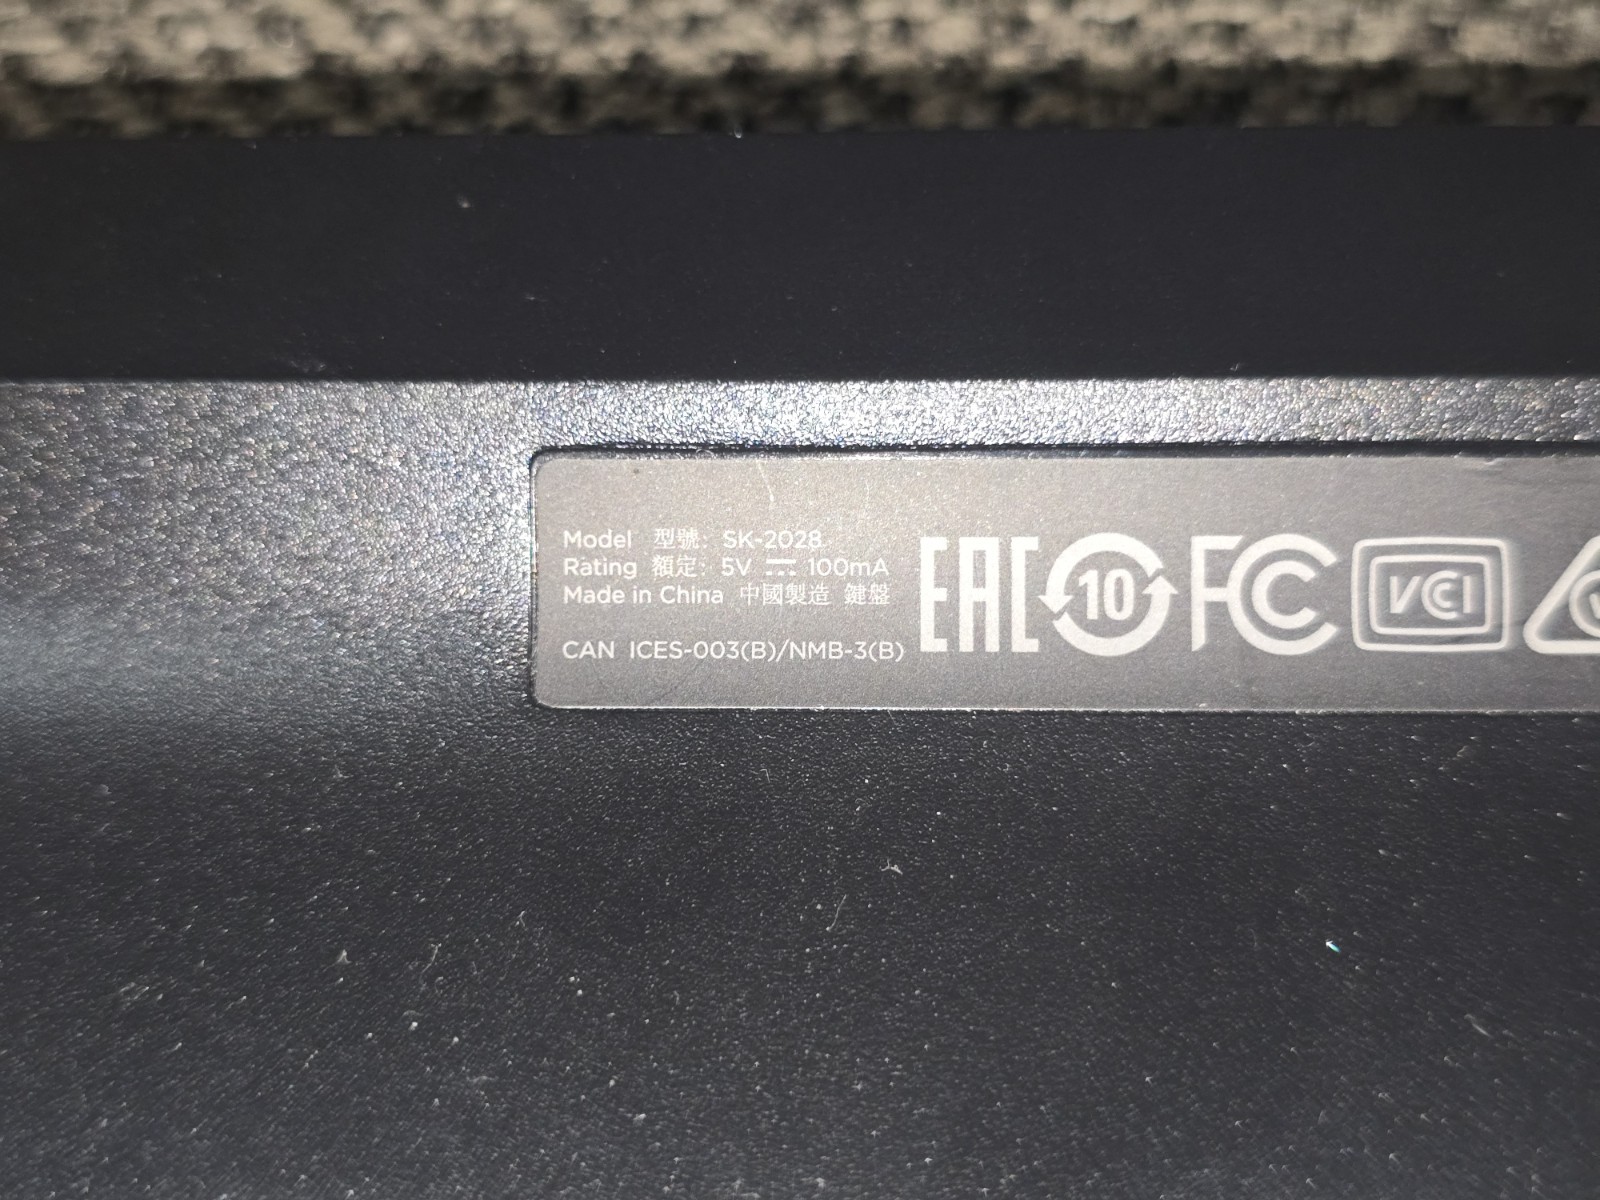 Model 型號: SK-2028
Rating 額定: 5V ⎓ 100mA
Made in China 中國製造 鍵盤
CAN ICES-003(B)/NMB-3(B)
EAC 10 FC VCCI